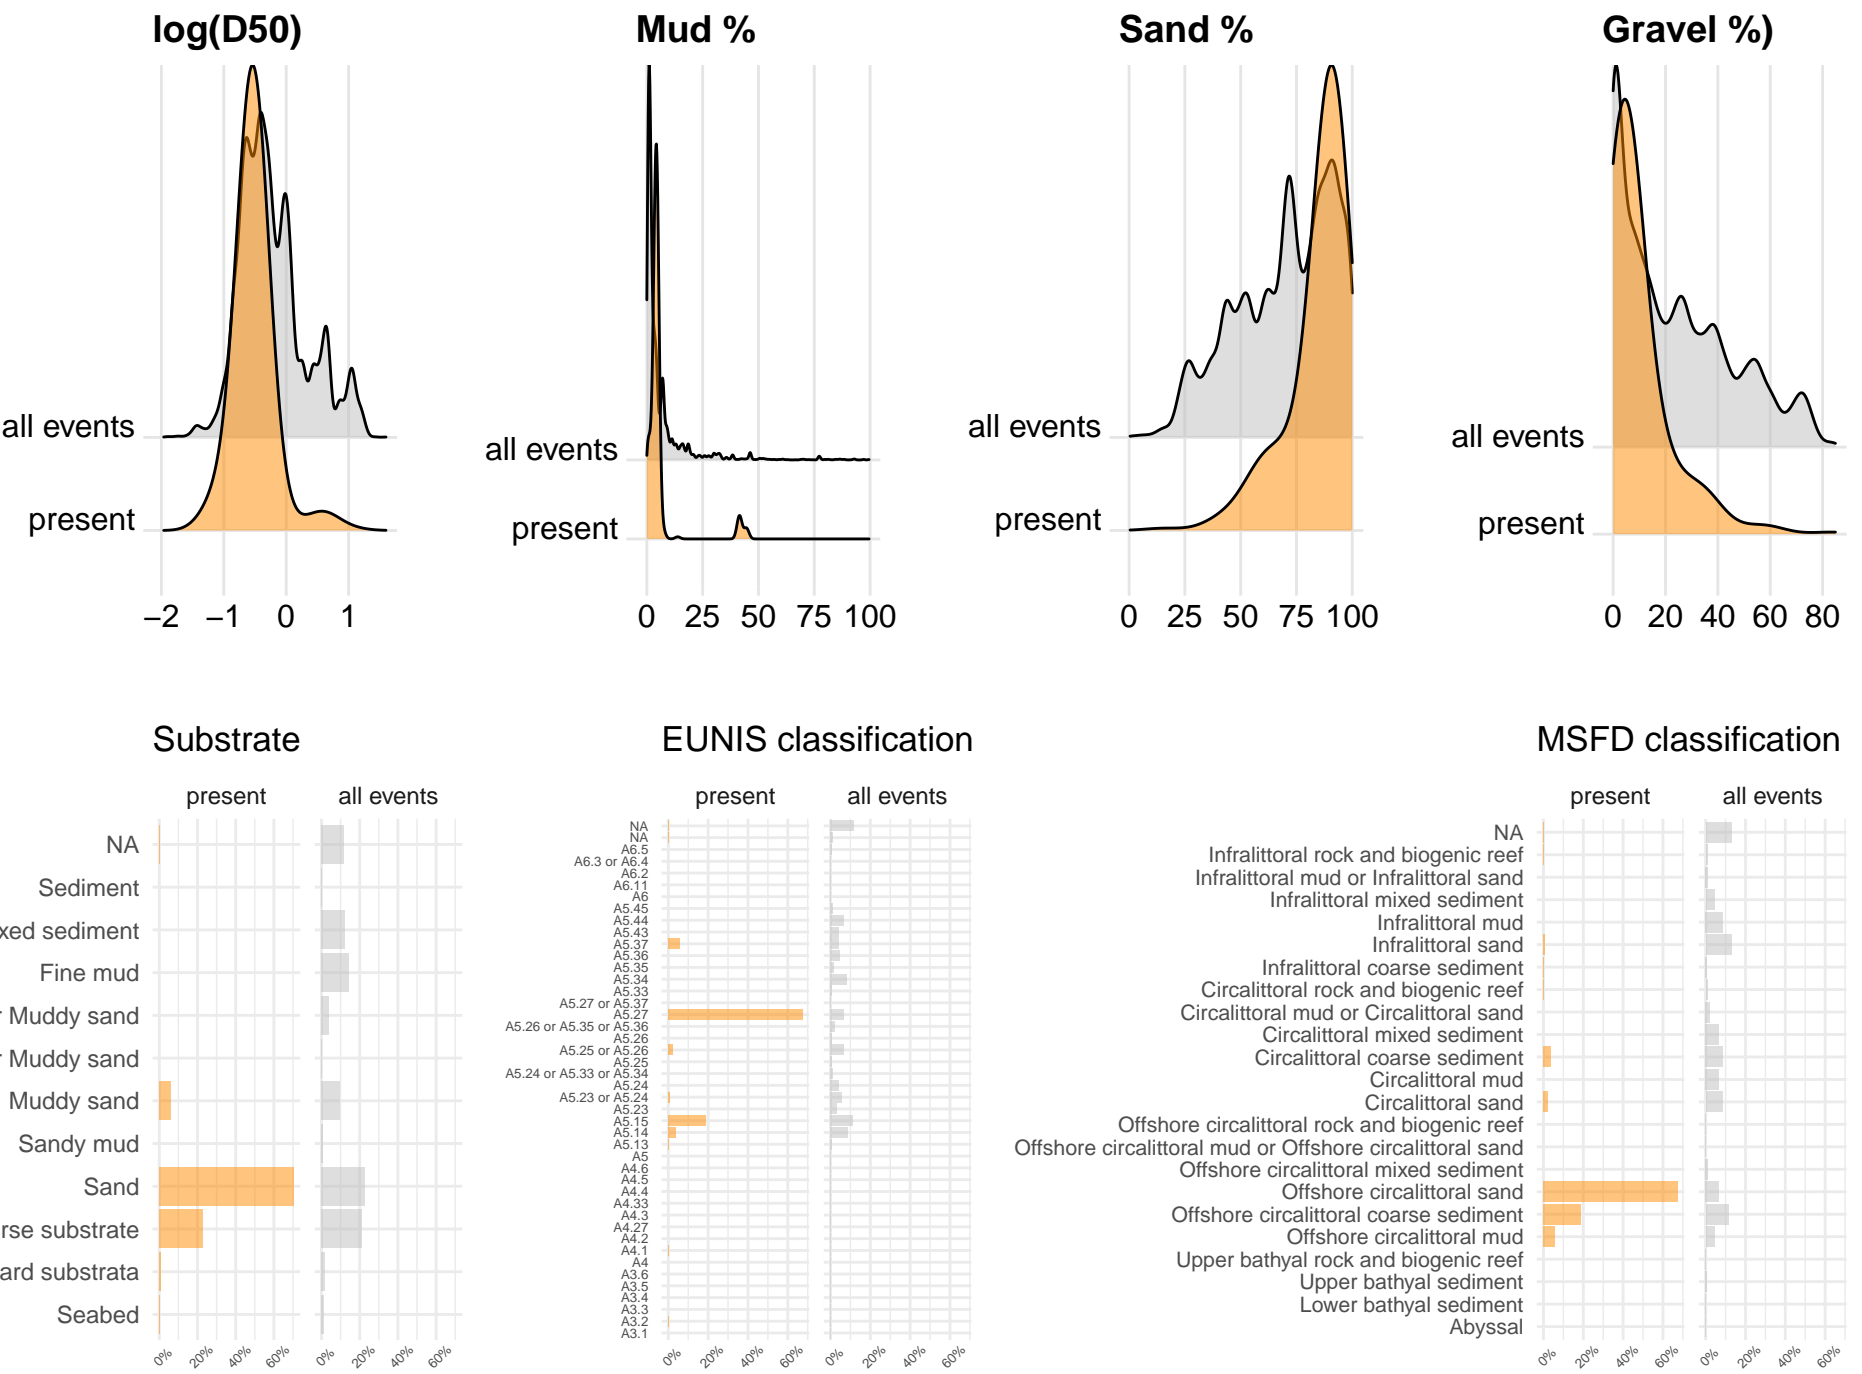 log(D50)
Mud %
Sand %
Gravel %)
all events
present
−2 −1 0 1
all events
present
0 25 50 75 100
all events
present
0 25 50 75 100
all events
present
0 20 40 60 80
Substrate
present all events
NA
Sediment
xed sediment
Fine mud
r Muddy sand
r Muddy sand
Muddy sand
Sandy mud
Sand
rse substrate
ard substrata
Seabed
0% 20% 40% 60% 0% 20% 40% 60%
EUNIS classification
present all events
NA
NA
A6.5
A6.3 or A6.4
A6.2
A6.11
A6
A5.45
A5.44
A5.43
A5.37
A5.36
A5.35
A5.34
A5.33
A5.27 or A5.37
A5.27
A5.26 or A5.35 or A5.36
A5.26
A5.25 or A5.26
A5.25
A5.24 or A5.33 or A5.34
A5.24
A5.23 or A5.24
A5.23
A5.15
A5.14
A5.13
A5
A4.6
A4.5
A4.4
A4.33
A4.3
A4.27
A4.2
A4.1
A4
A3.6
A3.5
A3.4
A3.3
A3.2
A3.1
0% 20% 40% 60% 0% 20% 40% 60%
MSFD classification
present all events
NA
Infralittoral rock and biogenic reef
Infralittoral mud or Infralittoral sand
Infralittoral mixed sediment
Infralittoral mud
Infralittoral sand
Infralittoral coarse sediment
Circalittoral rock and biogenic reef
Circalittoral mud or Circalittoral sand
Circalittoral mixed sediment
Circalittoral coarse sediment
Circalittoral mud
Circalittoral sand
Offshore circalittoral rock and biogenic reef
Offshore circalittoral mud or Offshore circalittoral sand
Offshore circalittoral mixed sediment
Offshore circalittoral sand
Offshore circalittoral coarse sediment
Offshore circalittoral mud
Upper bathyal rock and biogenic reef
Upper bathyal sediment
Lower bathyal sediment
Abyssal
0% 20% 40% 60% 0% 20% 40% 60%